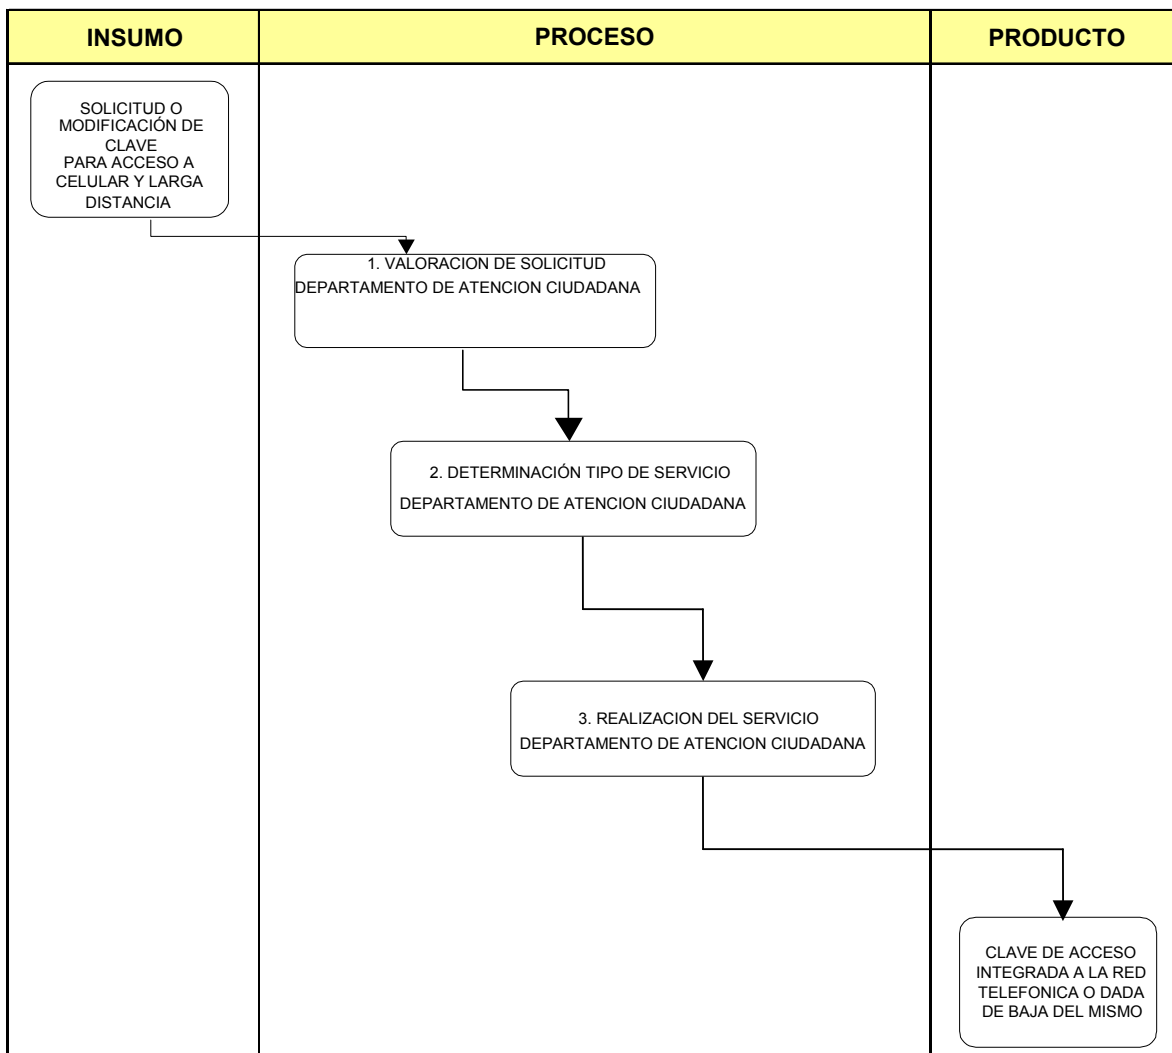 INSUMO
PROCESO
PRODUCTO
SOLICITUD O
MODIFICACIÓN DE
CLAVE
PARA ACCESO A
CELULAR Y LARGA
DISTANCIA
1. VALORACION DE SOLICITUD
DEPARTAMENTO DE ATENCION CIUDADANA
2. DETERMINACIÓN TIPO DE SERVICIO
DEPARTAMENTO DE ATENCION CIUDADANA
3. REALIZACION DEL SERVICIO
DEPARTAMENTO DE ATENCION CIUDADANA
CLAVE DE ACCESO
INTEGRADA A LA RED
TELEFONICA O DADA
DE BAJA DEL MISMO